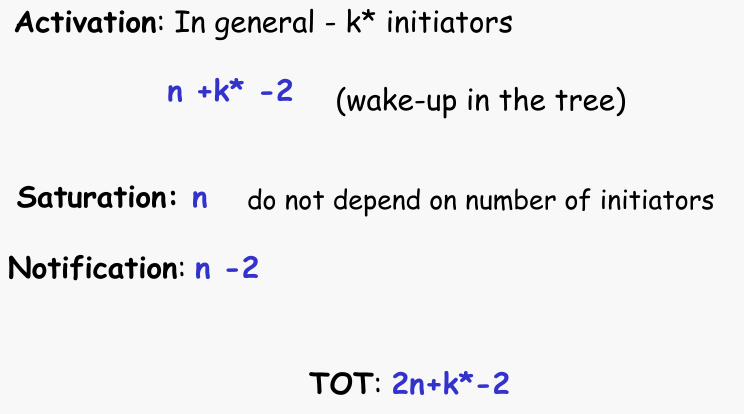 Activation: In general - k* initiators
n +k* -2 (wake-up in the tree)
Saturation: n do not depend on number of initiators
Notification: n -2
TOT: 2n+k*-2